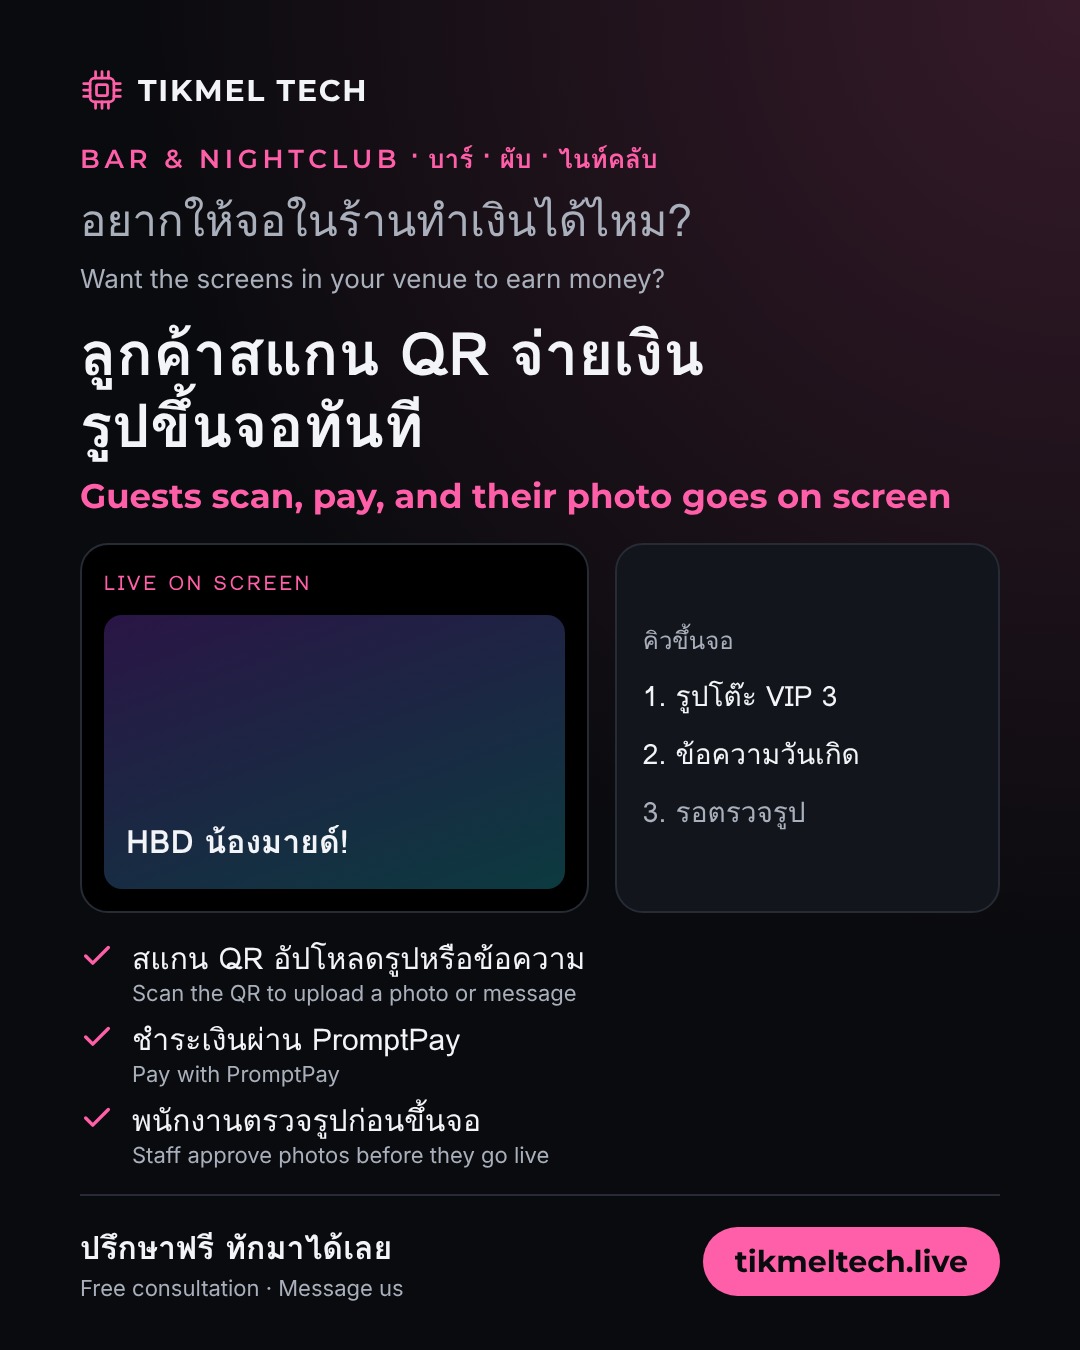 TIKMEL TECH
BAR & NIGHTCLUB · บาร์ · ผับ · ไนท์คลับ
อยากให้จอในร้านทำเงินได้ไหม?
Want the screens in your venue to earn money?
ลูกค้าสแกน QR จ่ายเงิน
รูปขึ้นจอทันที
Guests scan, pay, and their photo goes on screen
LIVE ON SCREEN
HBD น้องมายด์!
คิวขึ้นจอ
1. รูปโต๊ะ VIP 3
2. ข้อความวันเกิด
3. รอตรวจรูป
สแกน QR อัปโหลดรูปหรือข้อความ
Scan the QR to upload a photo or message
ชำระเงินผ่าน PromptPay
Pay with PromptPay
พนักงานตรวจรูปก่อนขึ้นจอ
Staff approve photos before they go live
ปรึกษาฟรี ทักมาได้เลย
Free consultation · Message us
tikmeltech.live